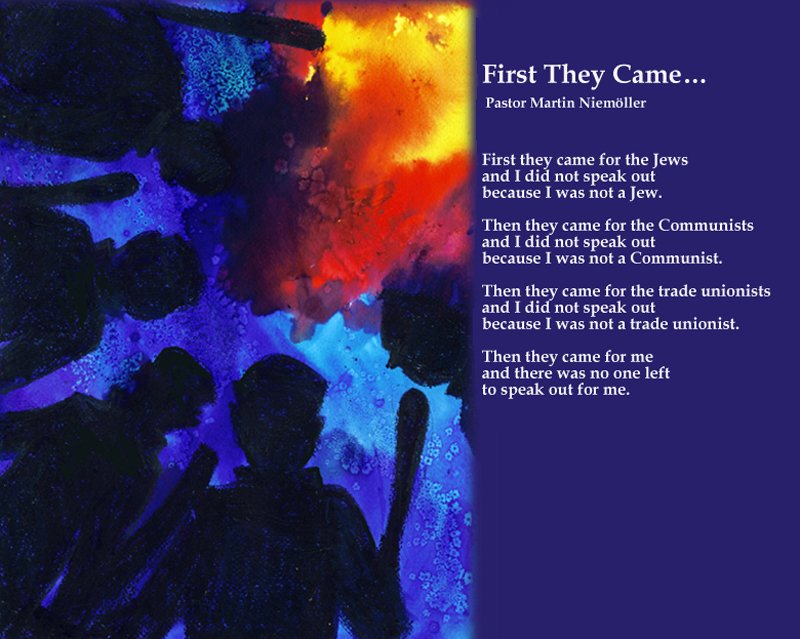 First They Came…
Pastor Martin Niemöller
First they came for the Jews
and I did not speak out
because I was not a Jew.
Then they came for the Communists
and I did not speak out
because I was not a Communist.
Then they came for the trade unionists
and I did not speak out
because I was not a trade unionist.
Then they came for me
and there was no one left
to speak out for me.